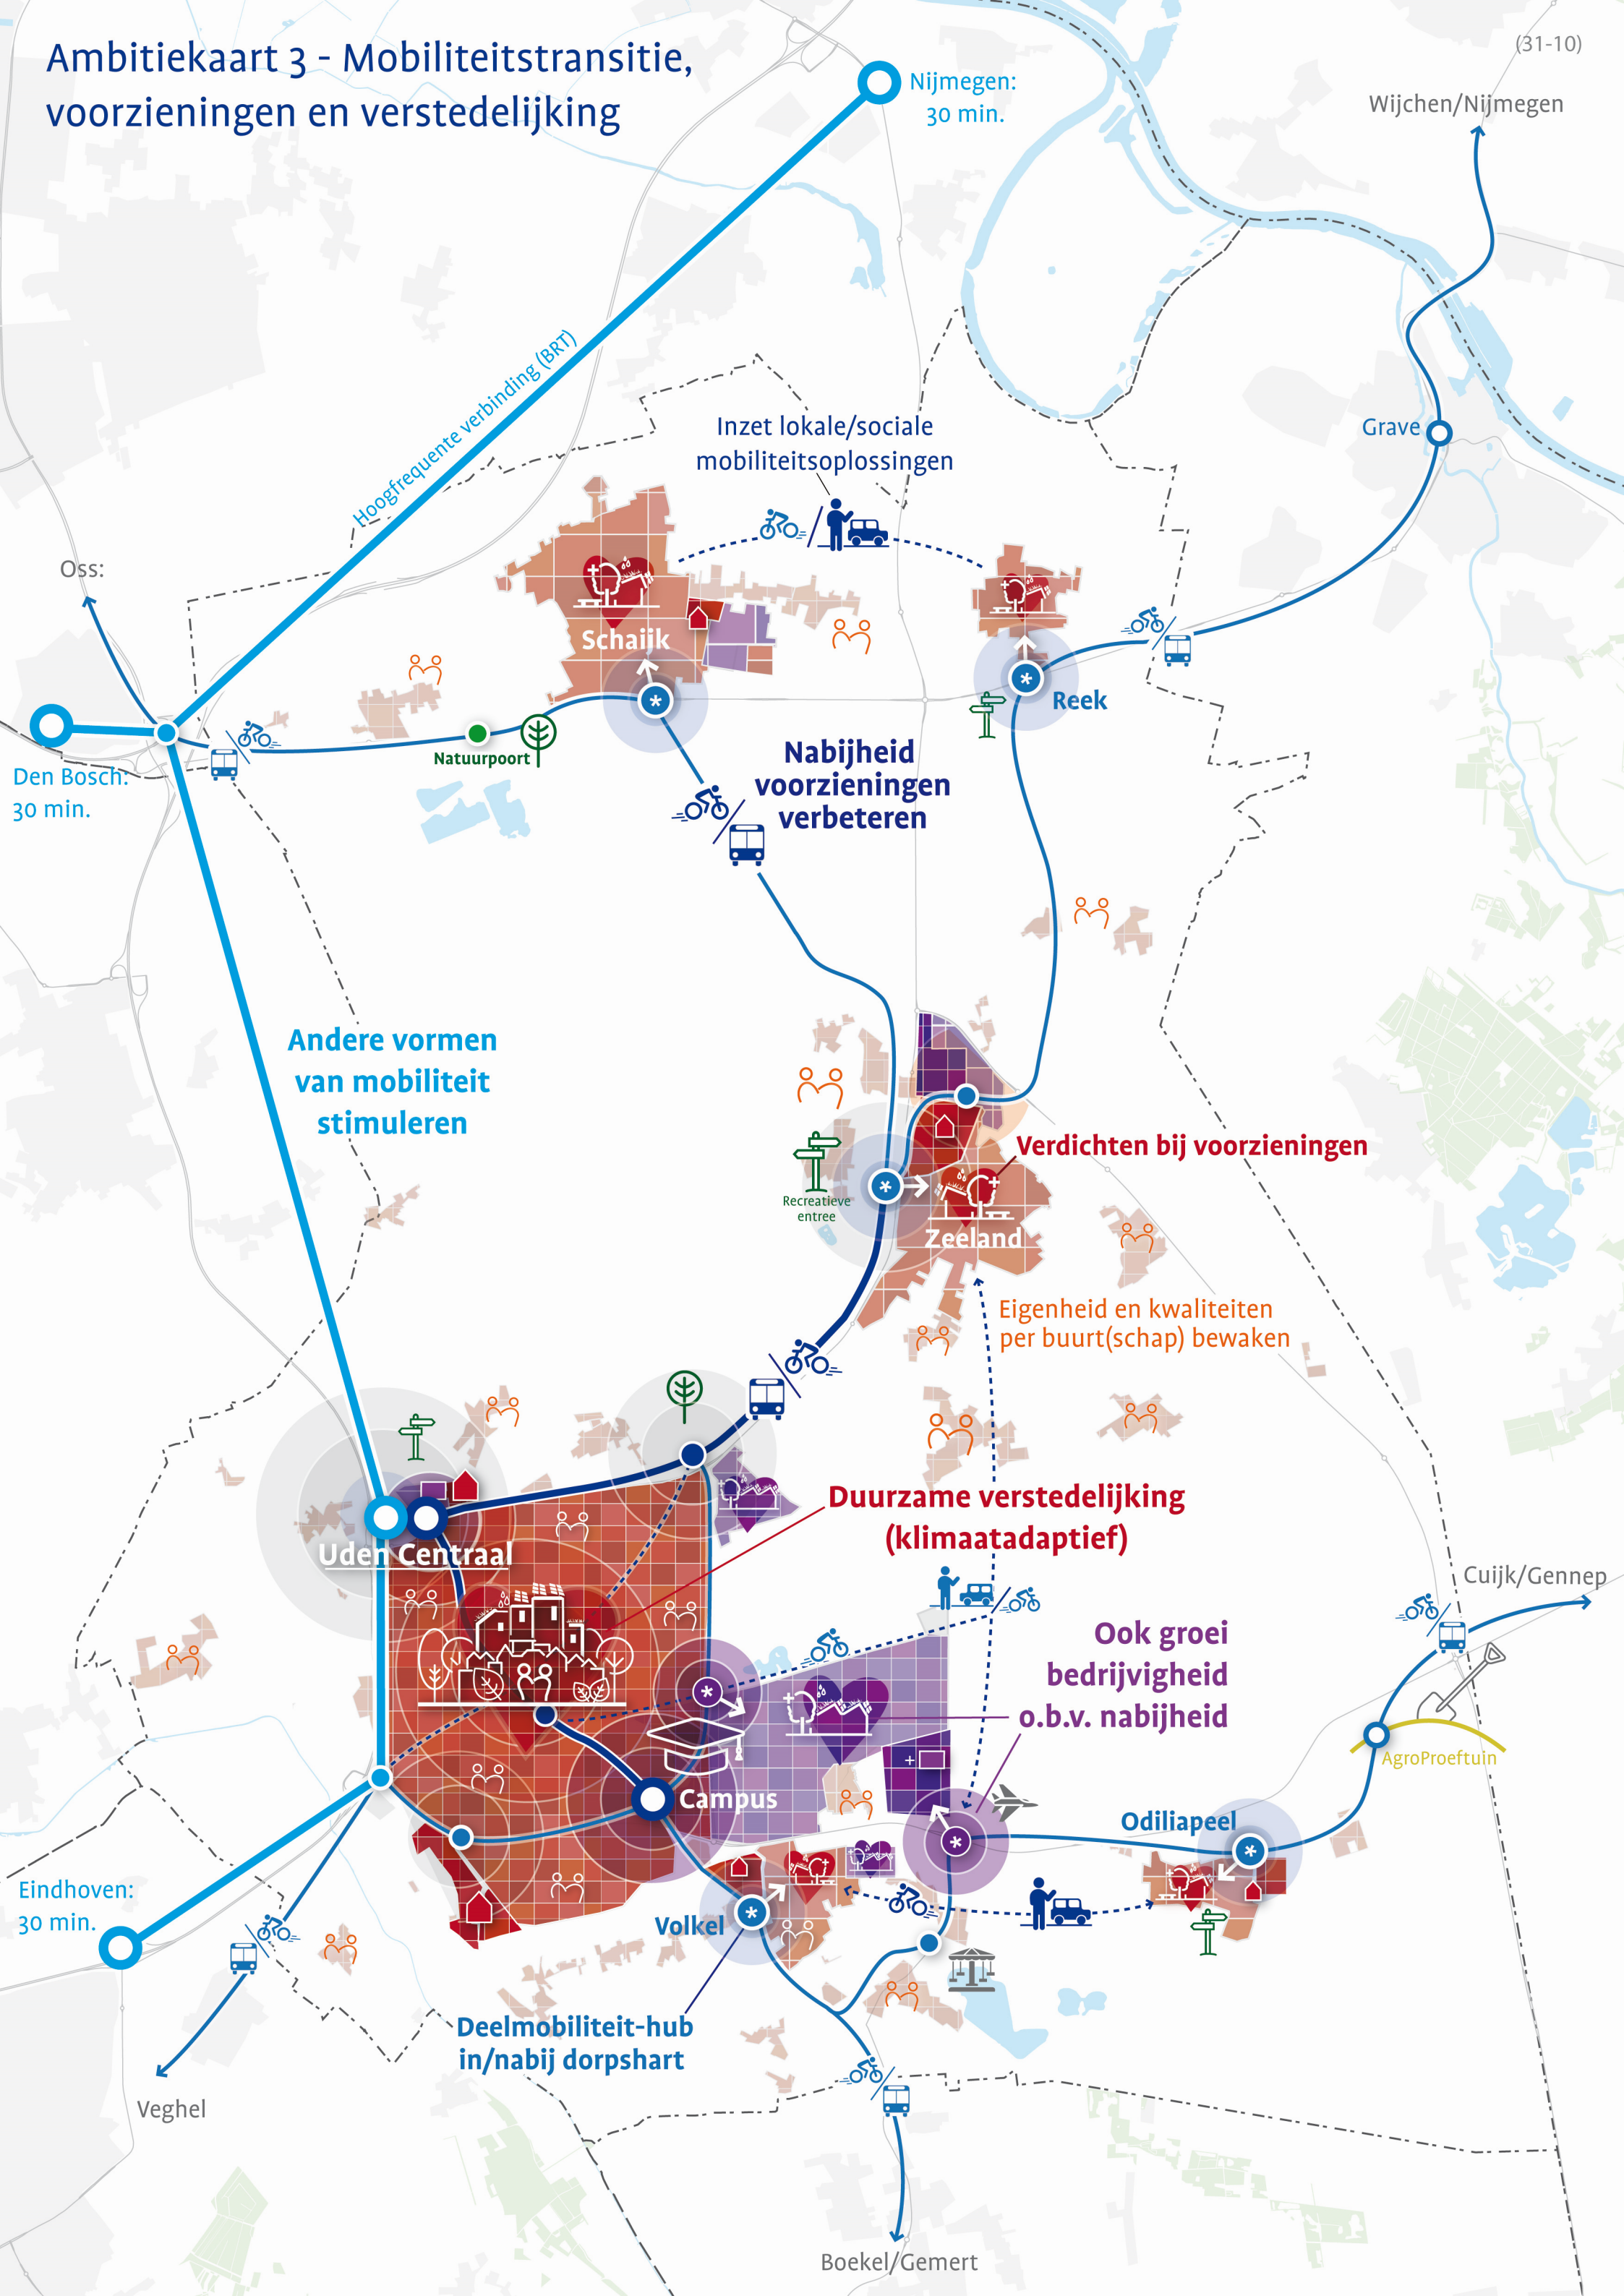 Ambitiekaart 3 - Mobiliteitstransitie,
voorzieningen en verstedelijking
(31-10)
Nijmegen:
30 min.
Wijchen/Nijmegen
Hoogfrequente verbinding (BRT)
Inzet lokale/sociale
mobiliteitsoplossingen
Grave
Oss:
Schaijk
Reek
Natuurpoort
Den Bosch:
30 min.
Nabijheid
voorzieningen
verbeteren
Andere vormen
van mobiliteit
stimuleren
Verdichten bij voorzieningen
Recreatieve
entree
Zeeland
Eigenheid en kwaliteiten
per buurt(schap) bewaken
Duurzame verstedelijking
(klimaatadaptief)
Uden Centraal
Cuijk/Gennep
Ook groei
bedrijvigheid
o.b.v. nabijheid
AgroProeftuin
Campus
Odiliapeel
Eindhoven:
30 min.
Volkel
Deelmobiliteit-hub
in/nabij dorpshart
Veghel
Boekel/Gemert